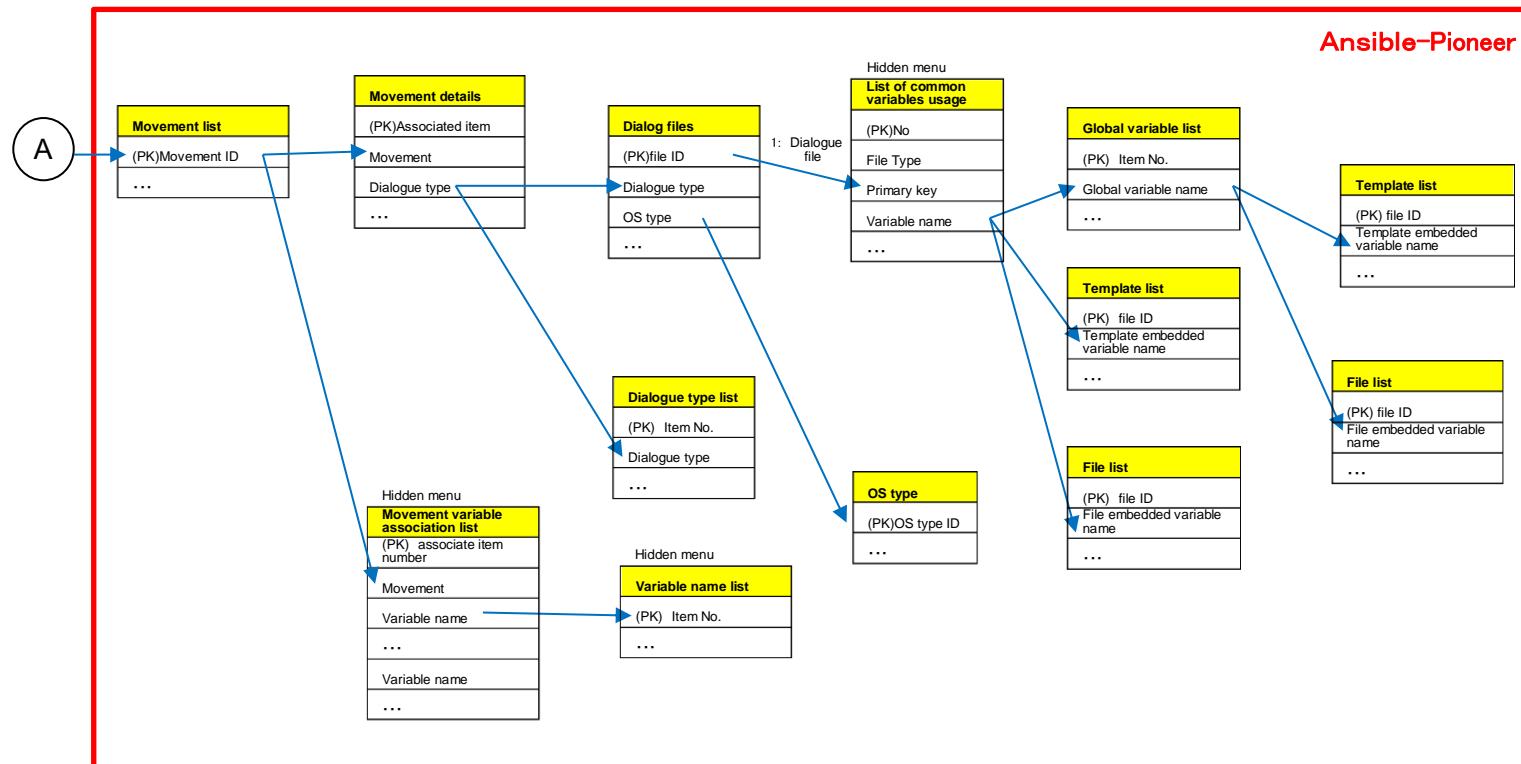 Ansible-Pioneer
A
Movement list
(PK)Movement ID
...
Movement details
(PK)Associated item
Movement
Dialogue type
...
Dialog files
(PK)file ID
Dialogue type
OS type
...
1: Dialogue
file
Hidden menu
List of common
variables usage
(PK)No
File Type
Primary key
Variable name
...
Global variable list
(PK) Item No.
Global variable name
...
Template list
(PK) file ID
Template embedded
variable name
...
Template list
(PK) file ID
Template embedded
variable name
...
File list
(PK) file ID
File embedded variable
name
...
Dialogue type list
(PK) Item No.
Dialogue type
...
File list
(PK) file ID
File embedded variable
name
...
OS type
(PK)OS type ID
...
Hidden menu
Movement variable
association list
(PK) associate item
number
Movement
Variable name
...
Variable name
...
Hidden menu
Variable name list
(PK) Item No.
...